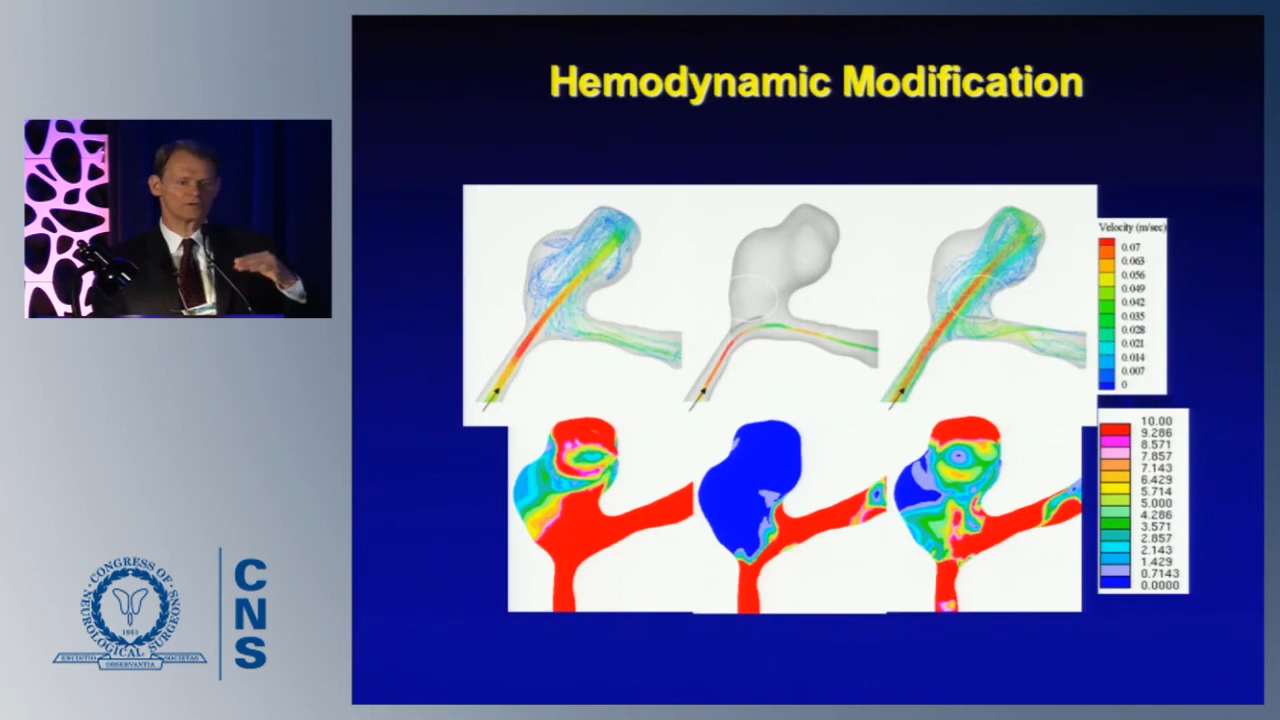 Hemodynamic Modification
Velocity (m/sec)
0.07
0.063
0.056
0.049
0.042
0.035
0.028
0.021
0.014
0.007
0
10.00
9.286
8.571
7.857
7.143
6.429
5.714
5.000
4.286
3.571
2.857
2.143
1.429
0.7143
0.0000
CONGRESS OF
NEUROLOGICAL SURGEONS
1951
ERUDITIO
OBSERVANTIA
SOCIETAS
C
N
S